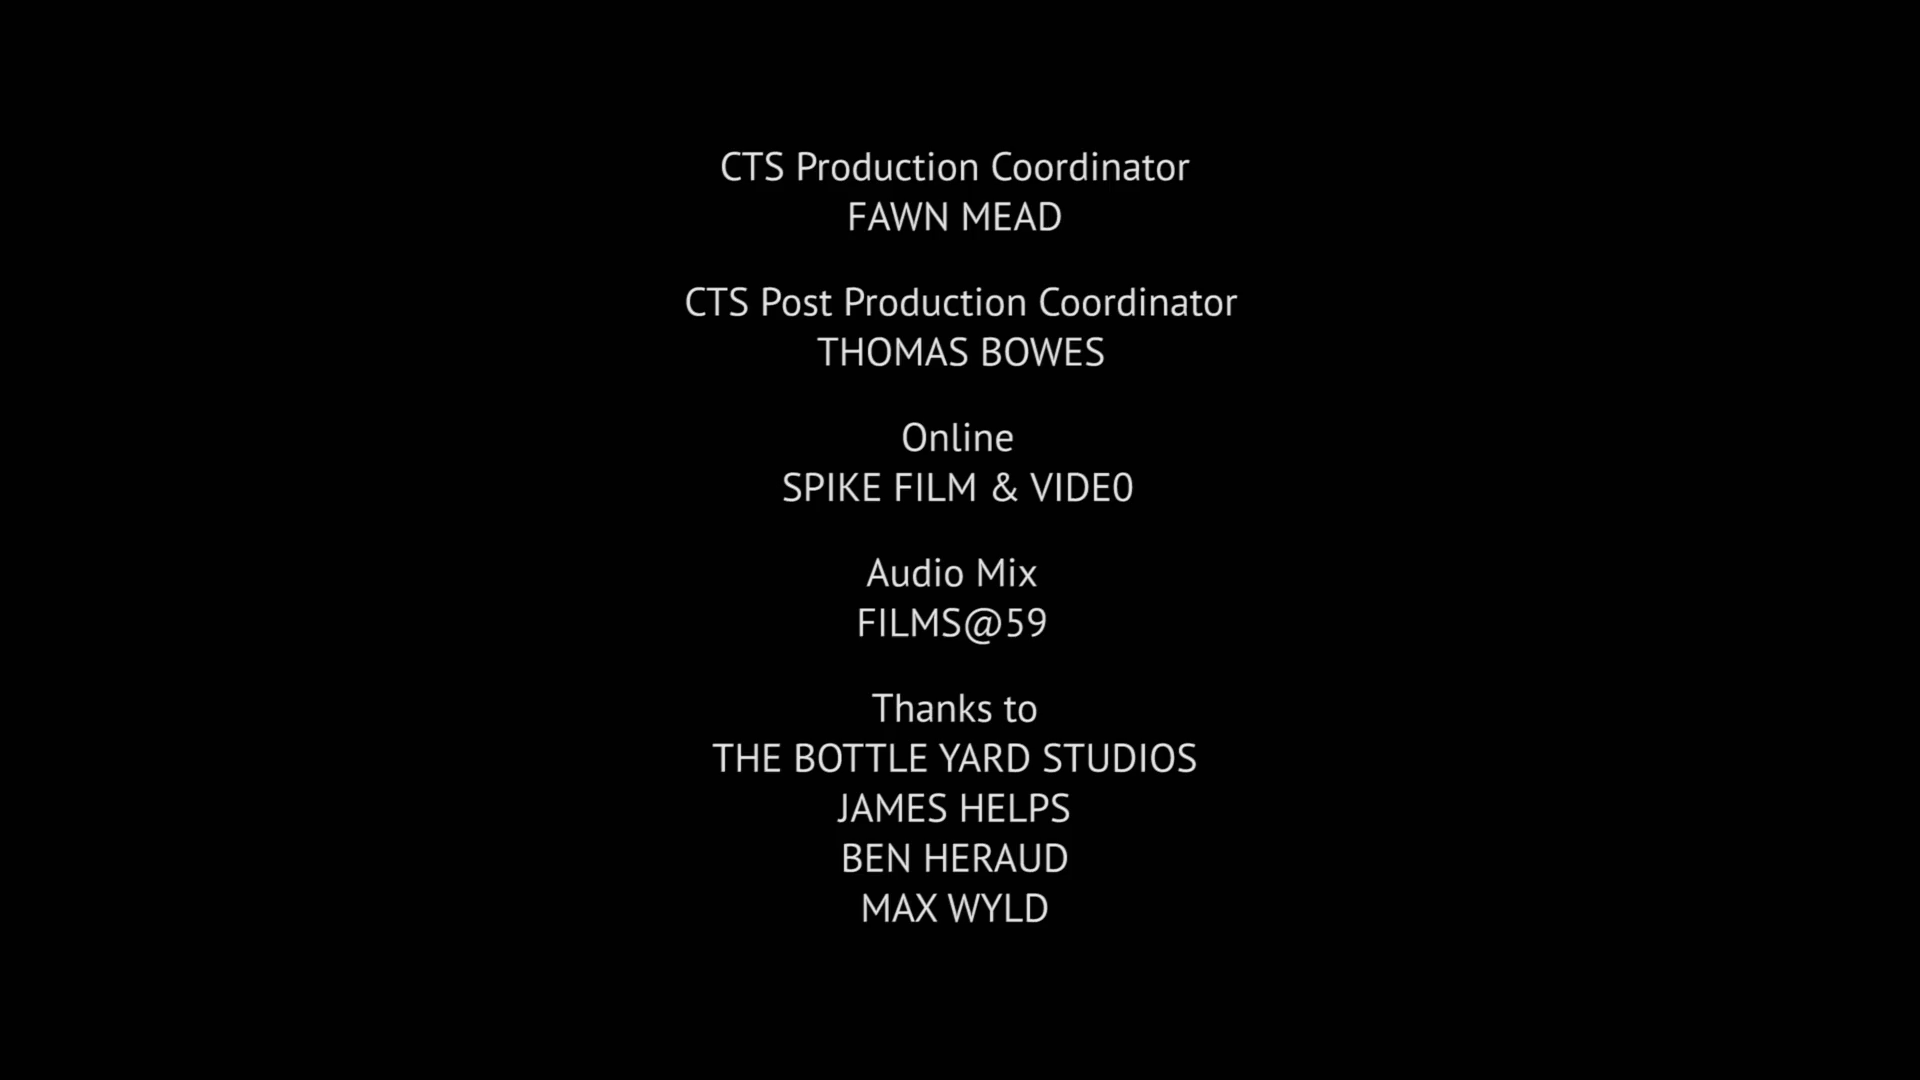 CTS Production Coordinator
FAWN MEAD
CTS Post Production Coordinator
THOMAS BOWES
Online
SPIKE FILM & VIDE0
Audio Mix
FILMS@59
Thanks to
THE BOTTLE YARD STUDIOS
JAMES HELPS
BEN HERAUD
MAX WYLD